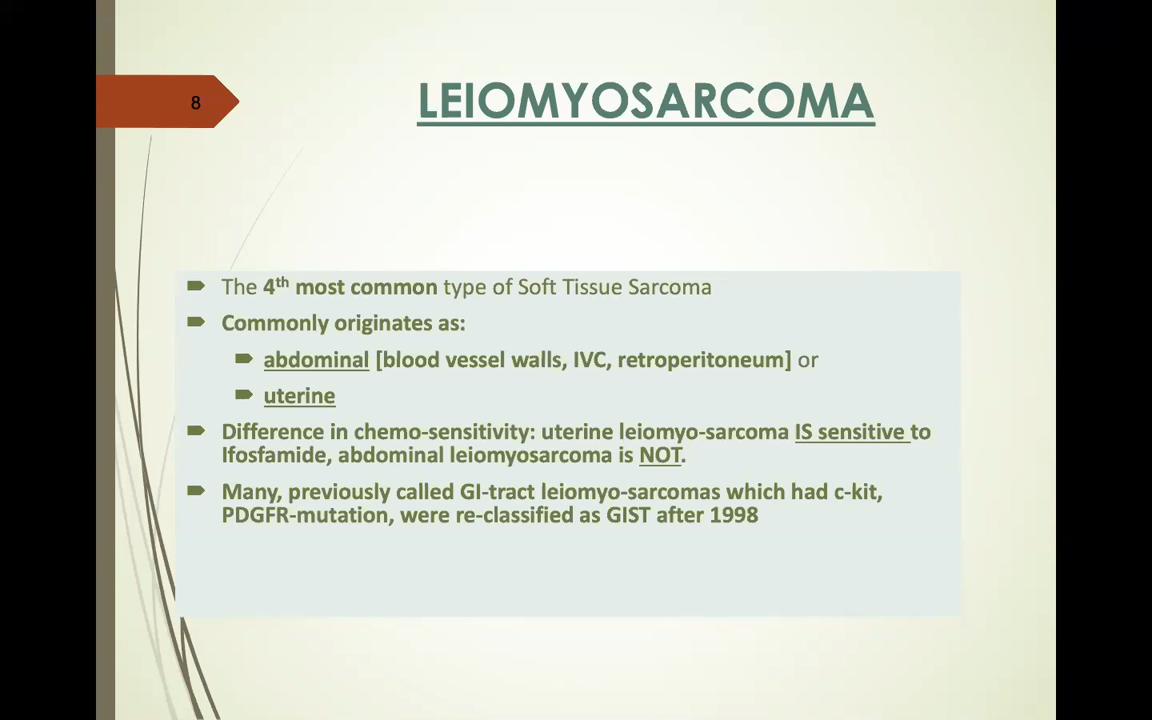 8
LEIOMYOSARCOMA
The 4th most common type of Soft Tissue Sarcoma
Commonly originates as:
abdominal [blood vessel walls, IVC, retroperitoneum] or
uterine
Difference in chemo-sensitivity: uterine leiomyo-sarcoma IS sensitive to
Ifosfamide, abdominal leiomyosarcoma is NOT.
Many, previously called GI-tract leiomyo-sarcomas which had c-kit,
PDGFR-mutation, were re-classified as GIST after 1998